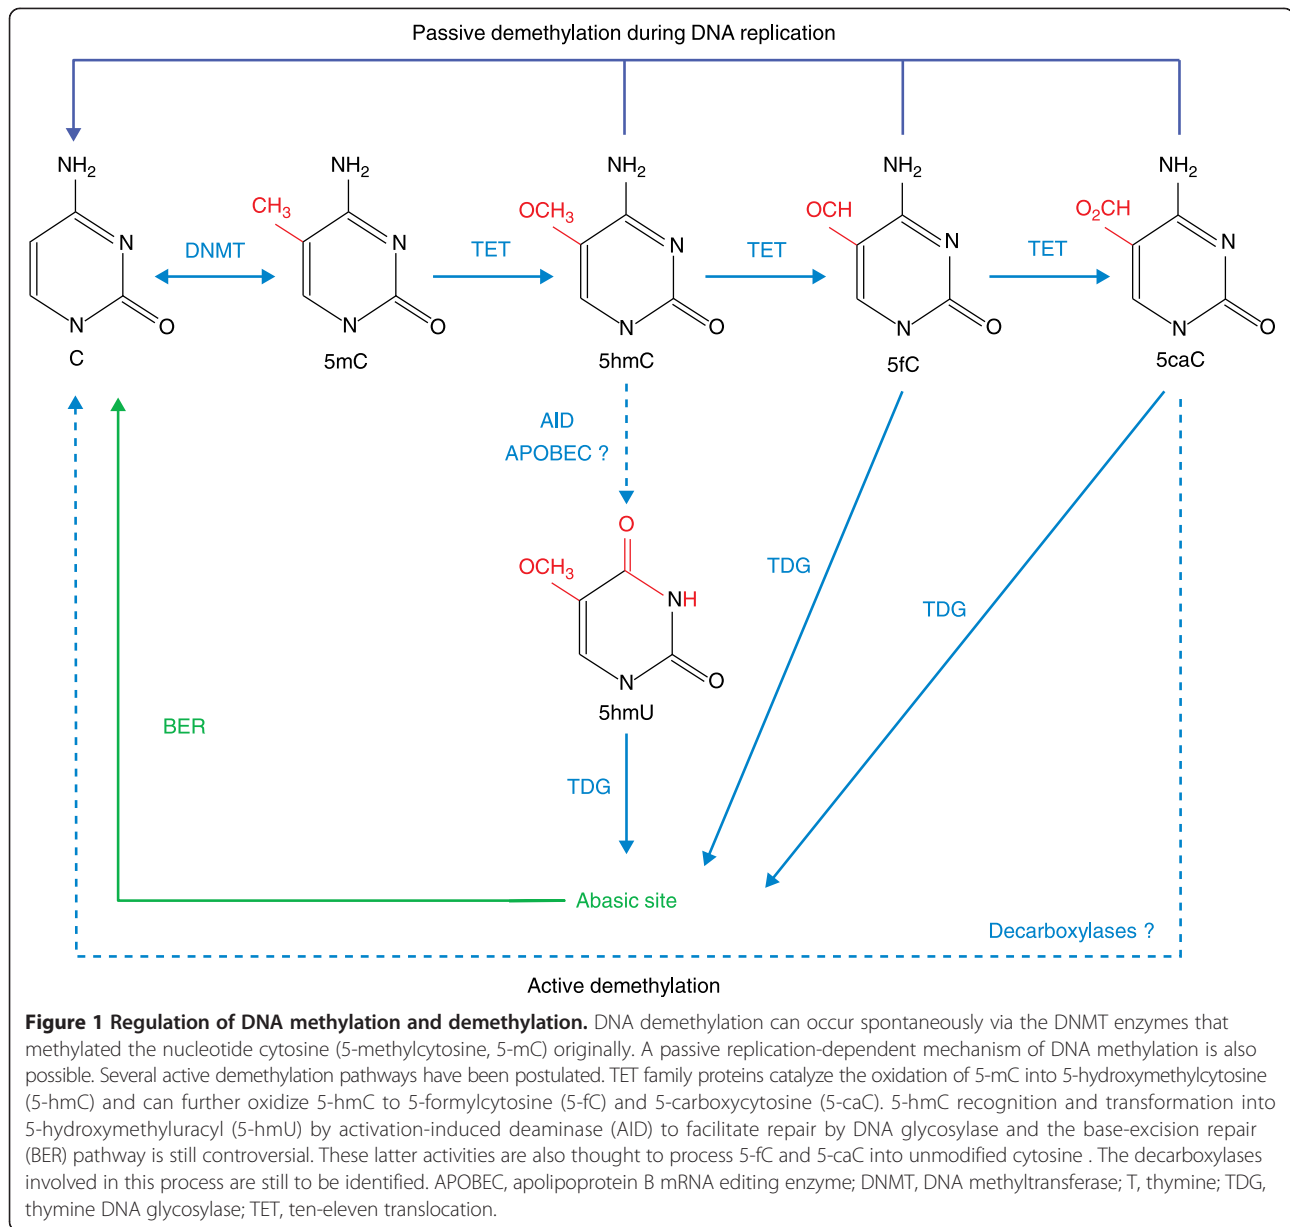 Passive demethylation during DNA replication
NH2 NH2 NH2 NH2 NH2
CH3 OCH3 OCH O2CH
N N N N N
DNMT TET TET TET
N O N O N O N O N O
C 5mC 5hmC 5fC 5caC
AID
APOBEC ?
O
OCH3
NH
TDG
TDG
N O
5hmU
BER
TDG
Abasic site
Decarboxylases ?
Active demethylation
Figure 1 Regulation of DNA methylation and demethylation. DNA demethylation can occur spontaneously via the DNMT enzymes that
methylated the nucleotide cytosine (5-methylcytosine, 5-mC) originally. A passive replication-dependent mechanism of DNA methylation is also
possible. Several active demethylation pathways have been postulated. TET family proteins catalyze the oxidation of 5-mC into 5-hydroxymethylcytosine
(5-hmC) and can further oxidize 5-hmC to 5-formylcytosine (5-fC) and 5-carboxycytosine (5-caC). 5-hmC recognition and transformation into
5-hydroxymethyluracyl (5-hmU) by activation-induced deaminase (AID) to facilitate repair by DNA glycosylase and the base-excision repair
(BER) pathway is still controversial. These latter activities are also thought to process 5-fC and 5-caC into unmodified cytosine . The decarboxylases
involved in this process are still to be identified. APOBEC, apolipoprotein B mRNA editing enzyme; DNMT, DNA methyltransferase; T, thymine; TDG,
thymine DNA glycosylase; TET, ten-eleven translocation.